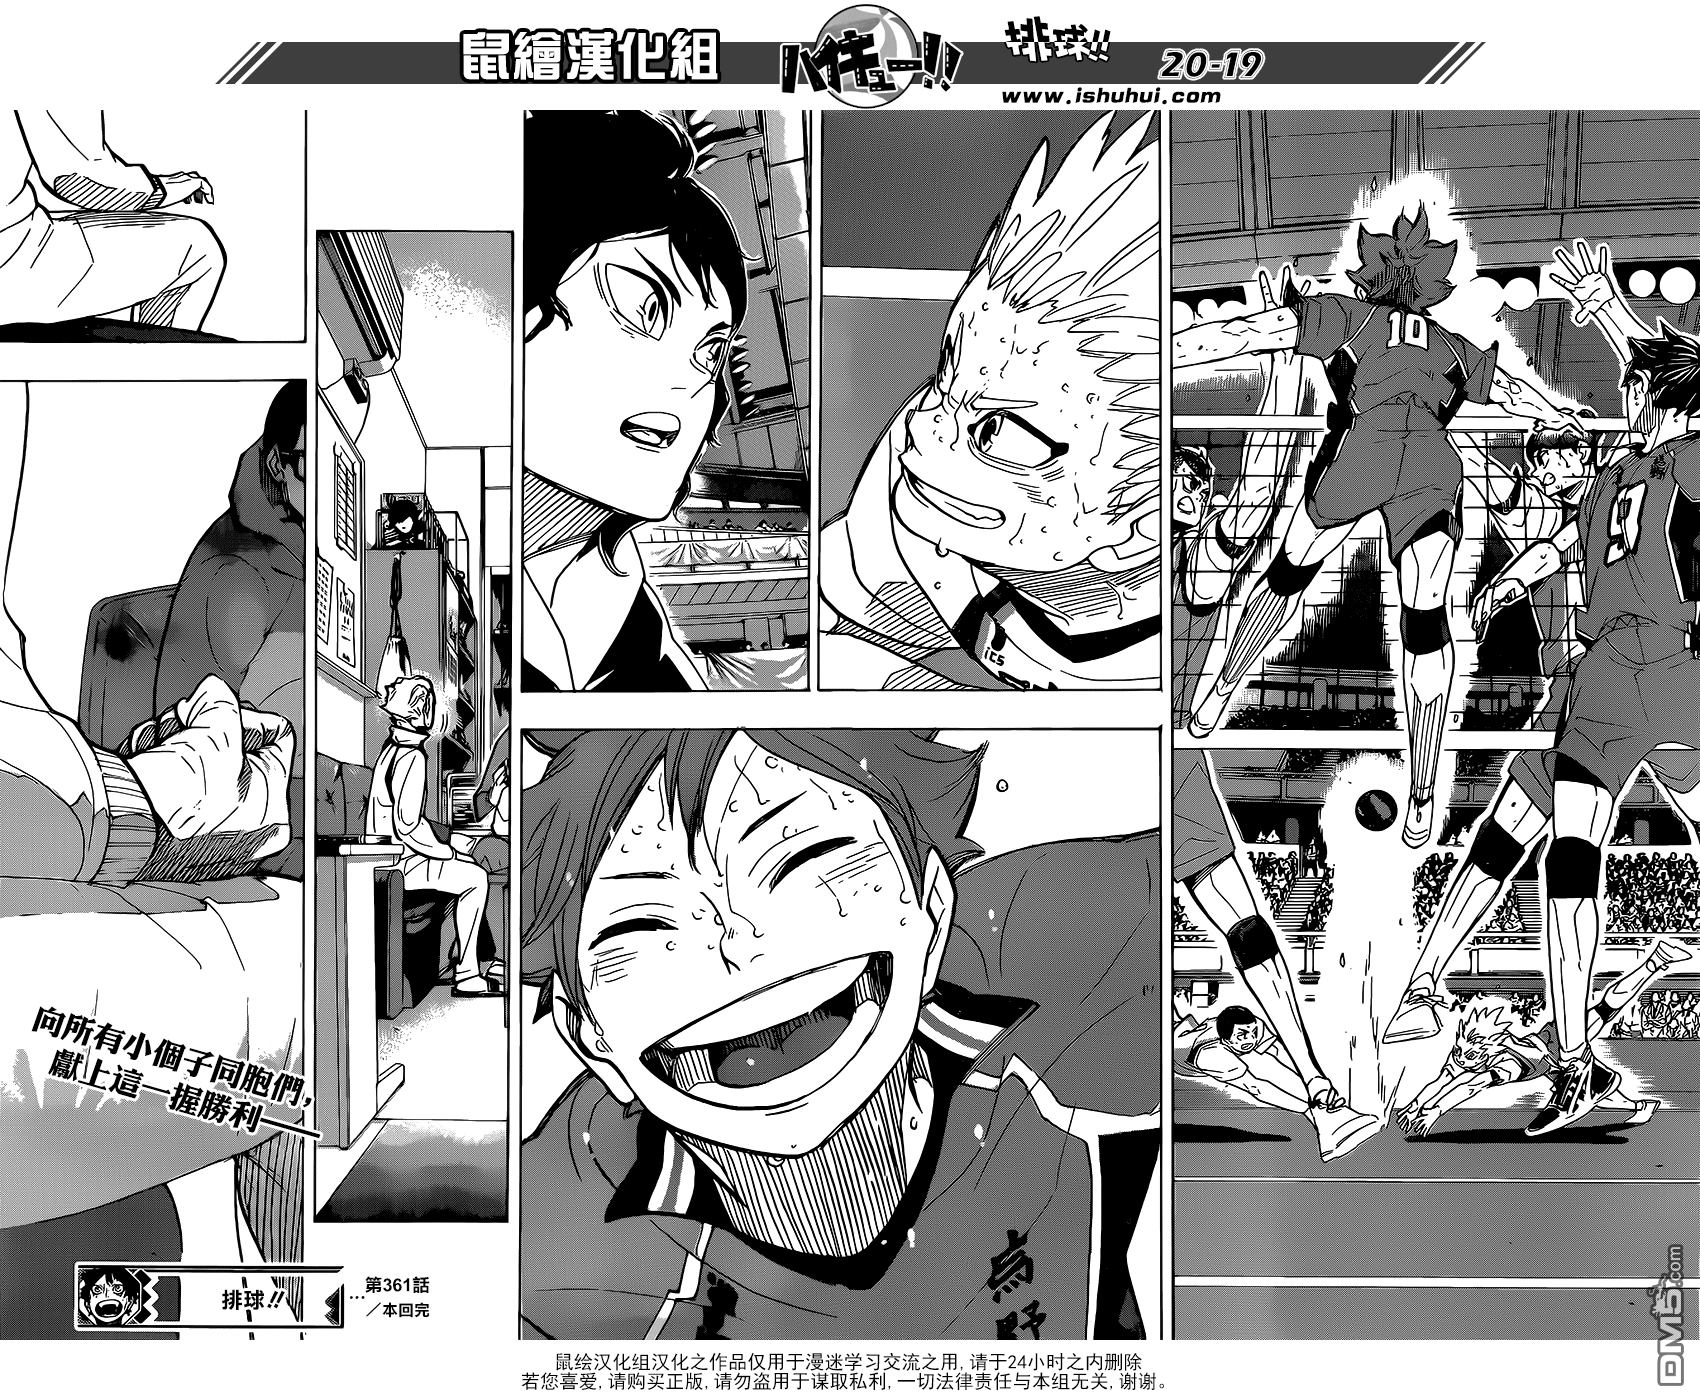 鼠繪漢化組
ハイキュー!!
排球!!
20-19
www.ishuhui.com
10
9
ics
烏野
向所有小個子同胞們,
獻上這一握勝利——
排球!!
…第361話
／本回完
鼠绘汉化组汉化之作品仅用于漫迷学习交流之用,请于24小时之内删除
若您喜爱,请购买正版,请勿盗用于谋取私利,一切法律责任与本组无关,谢谢。
DM5.com